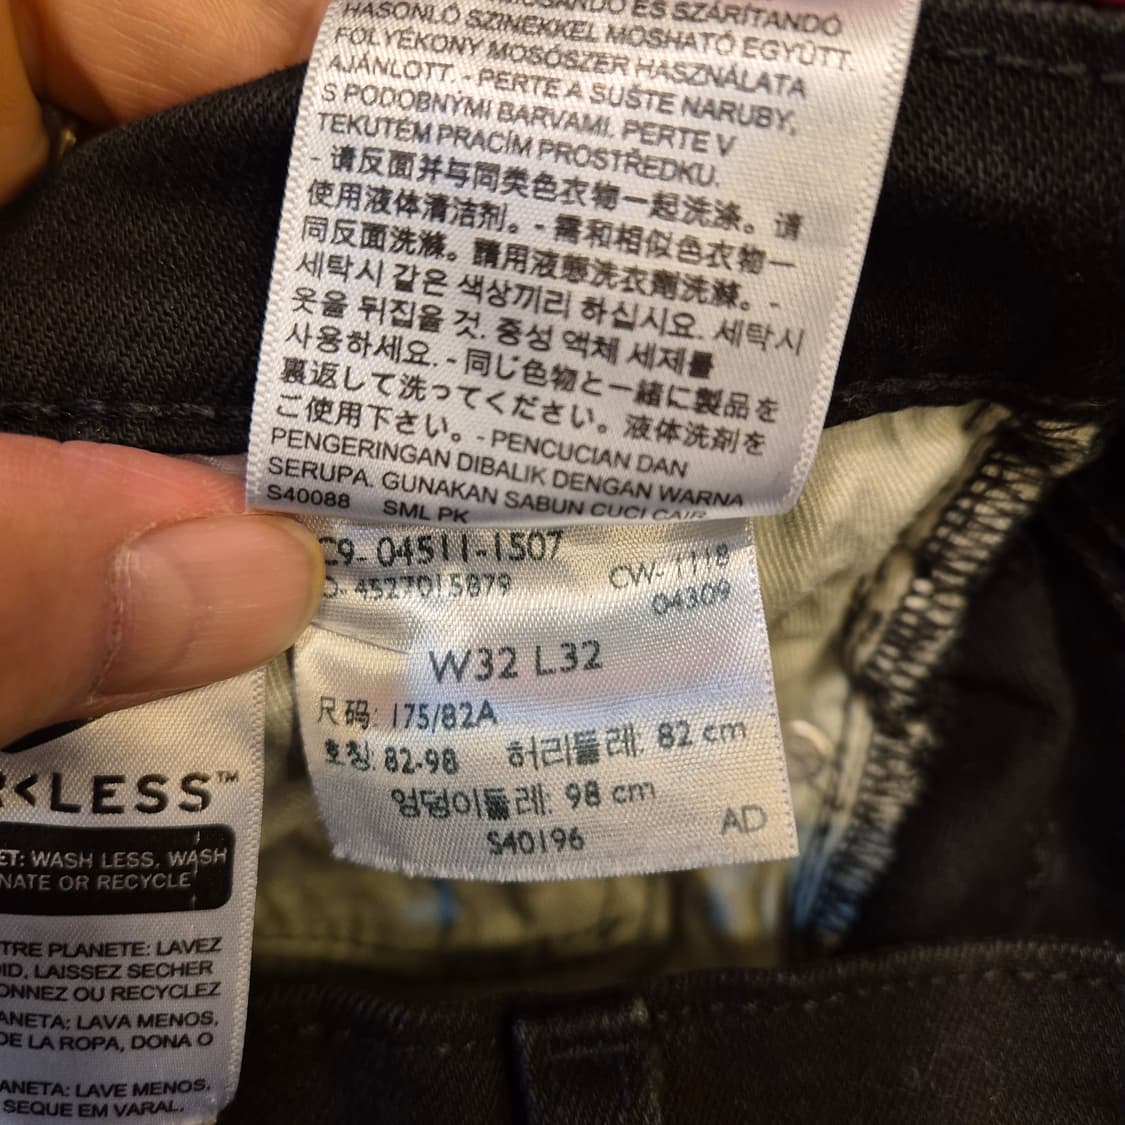 HASONLÓ SZINEKKEL MOSHATÓ EGYÜTT.
FOLYÉKONY MOSÓSZER HASZNÁLATA
AJÁNLOTT. - PERTE A SUŠTE NARUBY,
S PODOBNÝMI BARVAMI. PERTE V
TEKUTÉM PRACÍM PROSTŘEDKU.
- 请反面并与同类色衣物一起洗涤。请
使用液体清洁剂。- 需和相似色衣物一
同反面洗滌。請用液態洗衣劑洗滌。-
세탁시 같은 색상끼리 하십시요. 세탁시
옷을 뒤집을 것. 중성 액체 세제를
사용하세요. - 同じ色物と一緒に製品を
裏返して洗ってください。液体洗剤を
ご使用下さい。- PENCUCIAN DAN
PENGERINGAN DIBALIK DENGAN WARNA
SERUPA. GUNAKAN SABUN CUCI CAIR
S40088 SML PK
C9- 04511-1507
4527015879 CW- 1118
04309
W32 L32
尺码: 175/82A
호칭: 82-98 허리둘레: 82 cm
엉덩이둘레: 98 cm
S40196 AD
<LESS™
ET: WASH LESS, WASH
NATE OR RECYCLE
TRE PLANETE: LAVEZ
OID, LAISSEZ SECHER
ONNEZ OU RECYCLEZ
ANETA: LAVA MENOS,
DE LA ROPA, DONA O
ANETA: LAVE MENOS,
SEQUE EM VARAL,